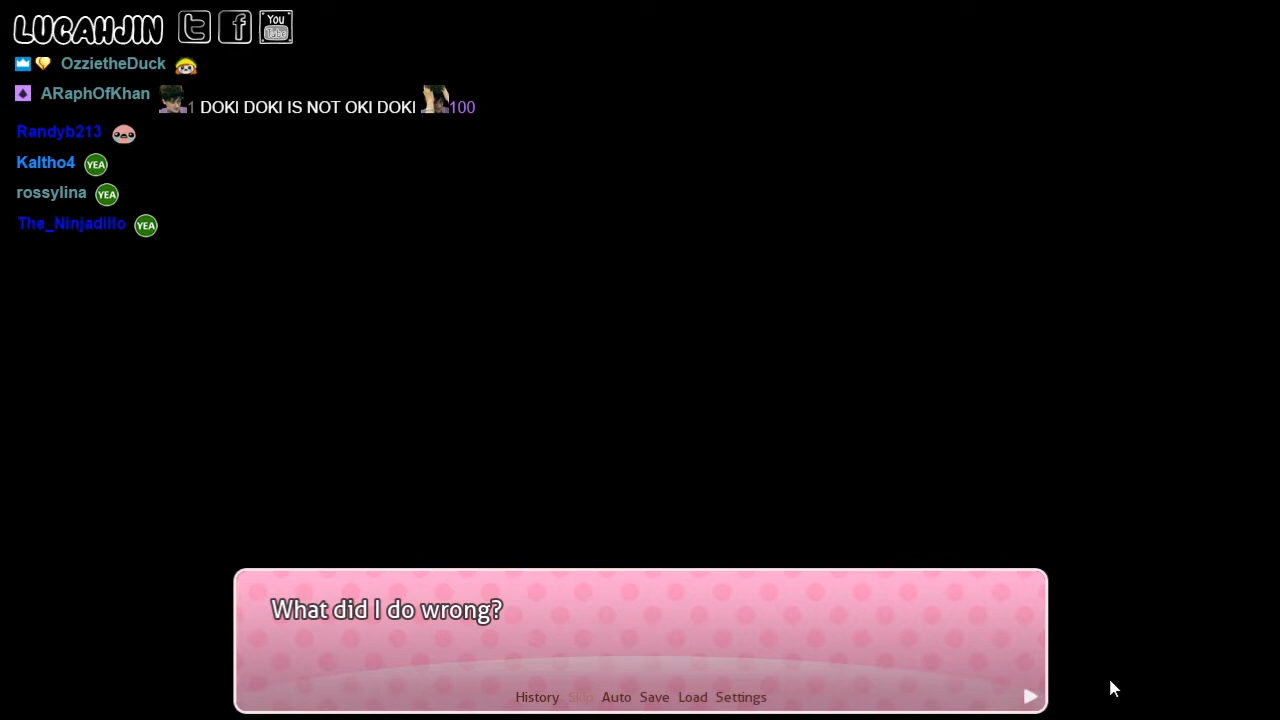 LUCAHJIN You Tube
OzzietheDuck
ARaphOfKhan 1 DOKI DOKI IS NOT OKI DOKI 100
Randyb213
Kaltho4 YEA
rossylina YEA
The_Ninjadillo YEA
What did I do wrong?
History Skip Auto Save Load Settings